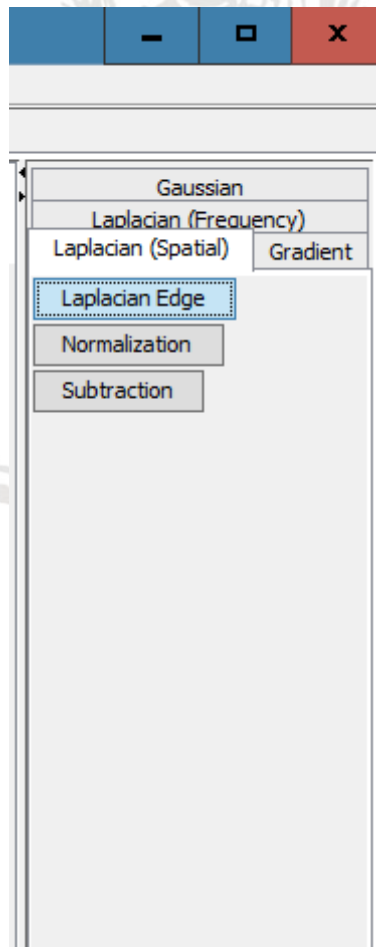 Gaussian
Laplacian (Frequency)
Laplacian (Spatial) Gradient
Laplacian Edge
Normalization
Subtraction